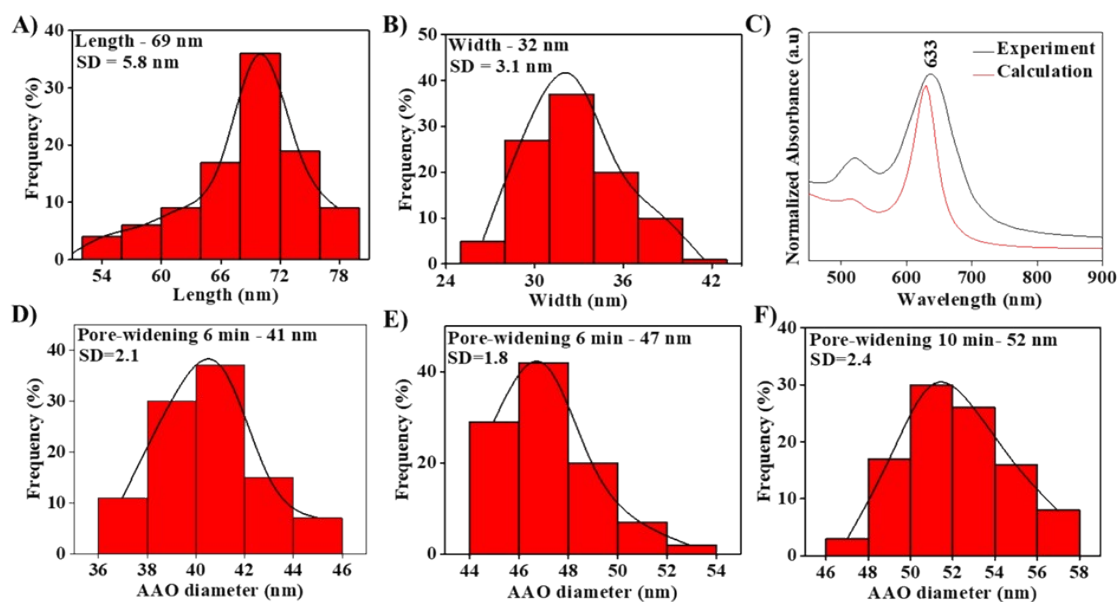 A)
Length - 69 nm
SD = 5.8 nm
Frequency (%)
40
30
20
10
0
54 60 66 72 78
Length (nm)
B)
Width - 32 nm
SD = 3.1 nm
Frequency (%)
50
40
30
20
10
0
24 30 36 42
Width (nm)
C)
633
Experiment
Calculation
Normalized Absorbance (a.u)
500 600 700 800 900
Wavelength (nm)
D)
Pore-widening 6 min - 41 nm
SD=2.1
Frequency (%)
40
30
20
10
0
36 38 40 42 44 46
AAO diameter (nm)
E)
Pore-widening 6 min - 47 nm
SD=1.8
Frequency (%)
40
20
0
44 46 48 50 52 54
AAO diameter (nm)
F)
Pore-widening 10 min- 52 nm
SD=2.4
Frequency (%)
40
30
20
10
0
46 48 50 52 54 56 58
AAO diameter (nm)